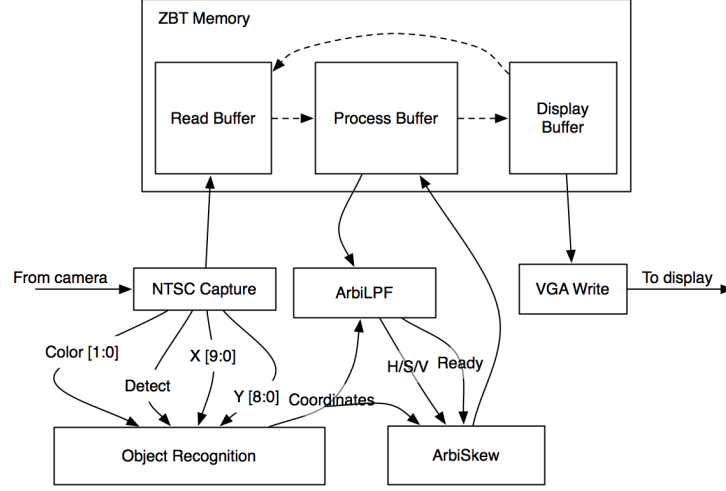 ZBT Memory
Read Buffer
Process Buffer
Display
Buffer
From camera
NTSC Capture
ArbiLPF
VGA Write
To display
Color [1:0]
X [9:0]
H/S/V
Ready
Detect
Y [8:0]
Coordinates
Object Recognition
ArbiSkew